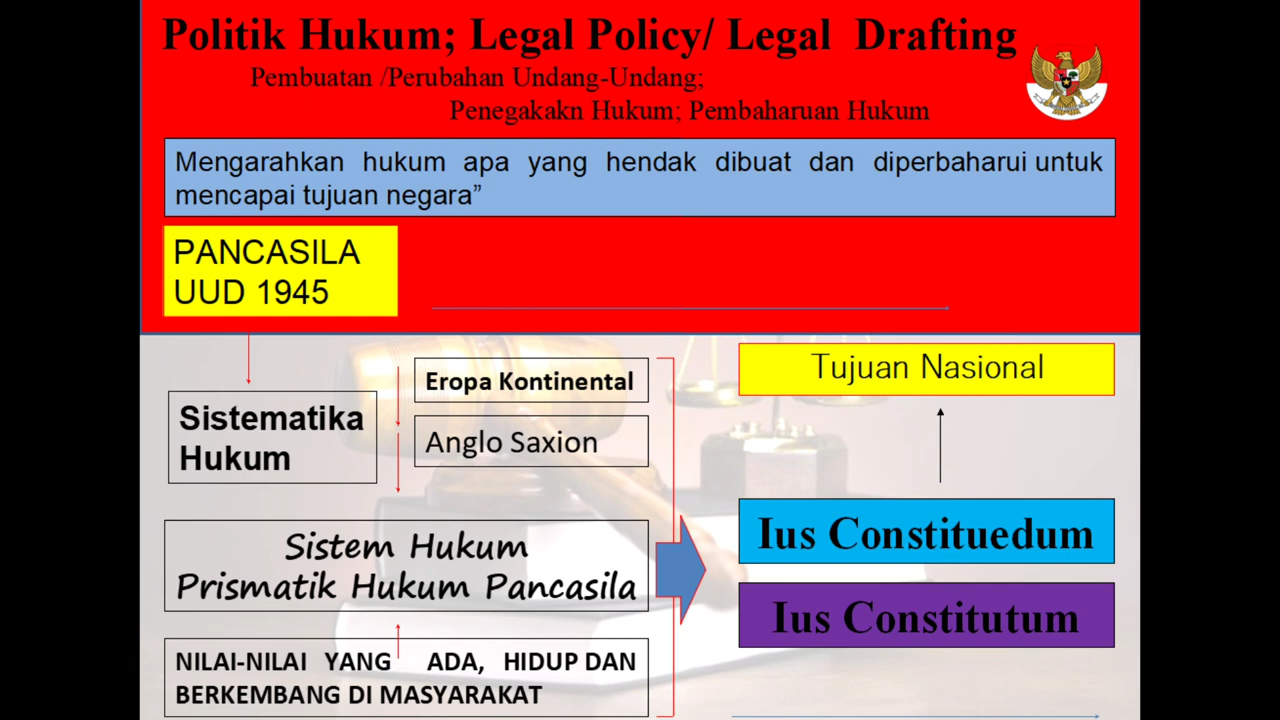 Politik Hukum; Legal Policy/ Legal Drafting
Pembuatan /Perubahan Undang-Undang;
Penegakakn Hukum; Pembaharuan Hukum
Mengarahkan hukum apa yang hendak dibuat dan diperbaharui untuk
mencapai tujuan negara”
PANCASILA
UUD 1945
Sistematika
Hukum
Eropa Kontinental
Anglo Saxion
Sistem Hukum
Prismatik Hukum Pancasila
NILAI-NILAI YANG ADA, HIDUP DAN
BERKEMBANG DI MASYARAKAT
Tujuan Nasional
Ius Constituedum
Ius Constitutum